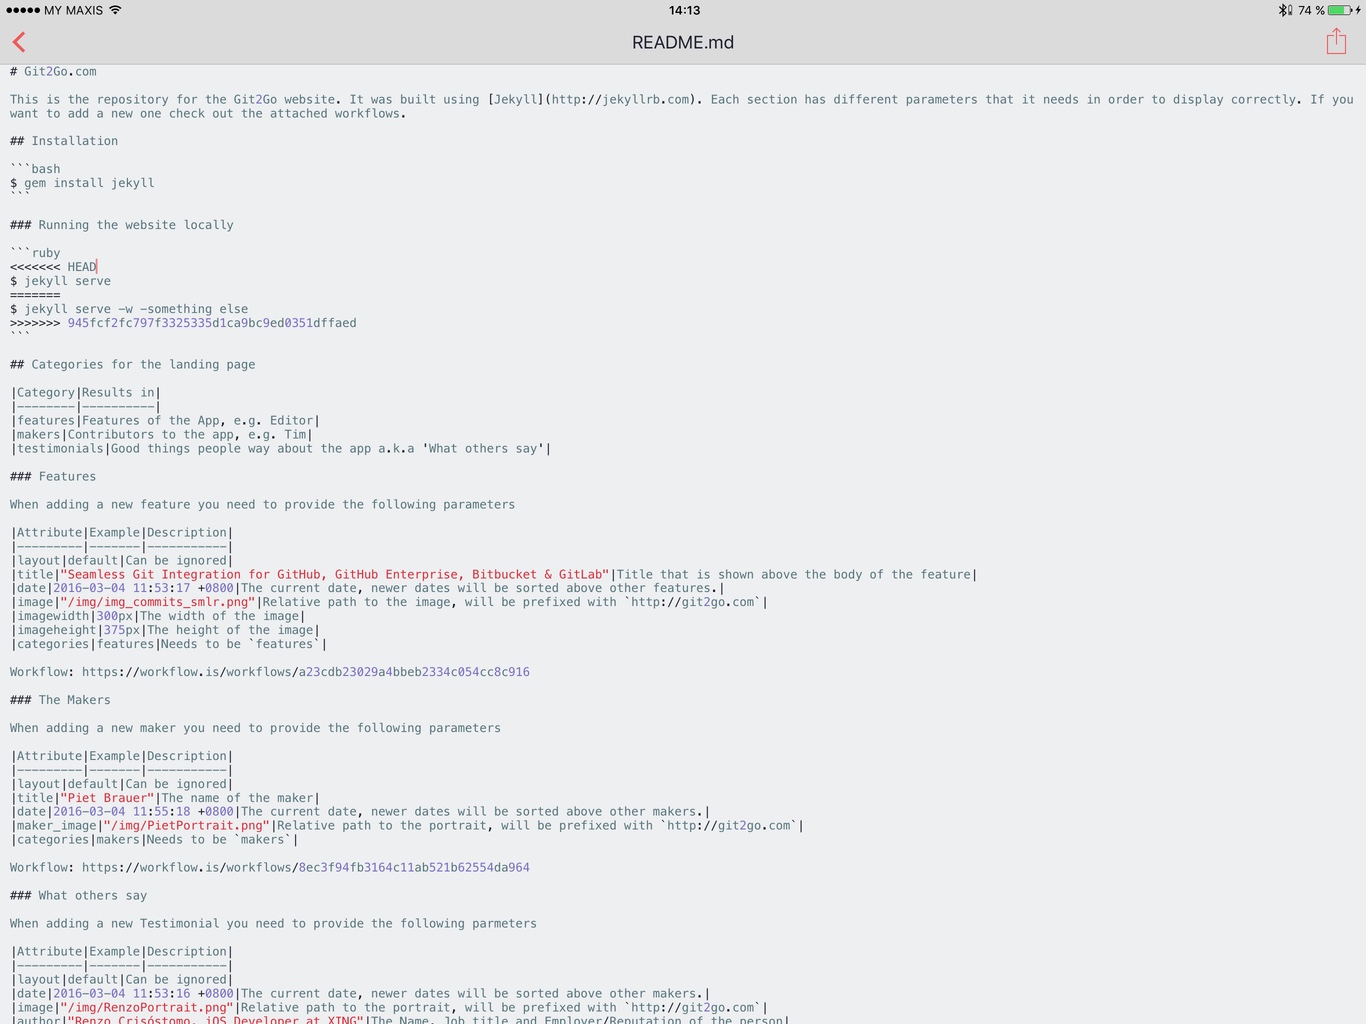 MY MAXIS 14:13 74 %
README.md
# Git2Go.com
This is the repository for the Git2Go website. It was built using [Jekyll](http://jekyllrb.com). Each section has different parameters that it needs in order to display correctly. If you
want to add a new one check out the attached workflows.
## Installation
```bash
$ gem install jekyll
```
### Running the website locally
```ruby
<<<<<<< HEAD
$ jekyll serve
=======
$ jekyll serve -w -something else
>>>>>>> 945fcf2fc797f3325335d1ca9bc9ed0351dffaed
```
## Categories for the landing page
|Category|Results in|
|--------|----------|
|features|Features of the App, e.g. Editor|
|makers|Contributors to the app, e.g. Tim|
|testimonials|Good things people way about the app a.k.a 'What others say'|
### Features
When adding a new feature you need to provide the following parameters
|Attribute|Example|Description|
|---------|-------|-----------|
|layout|default|Can be ignored|
|title|"Seamless Git Integration for GitHub, GitHub Enterprise, Bitbucket & GitLab"|Title that is shown above the body of the feature|
|date|2016-03-04 11:53:17 +0800|The current date, newer dates will be sorted above other features.|
|image|"/img/img_commits_smlr.png"|Relative path to the image, will be prefixed with `http://git2go.com`|
|imagewidth|300px|The width of the image|
|imageheight|375px|The height of the image|
|categories|features|Needs to be `features`|
Workflow: https://workflow.is/workflows/a23cdb23029a4bbeb2334c054cc8c916
### The Makers
When adding a new maker you need to provide the following parameters
|Attribute|Example|Description|
|---------|-------|-----------|
|layout|default|Can be ignored|
|title|"Piet Brauer"|The name of the maker|
|date|2016-03-04 11:55:18 +0800|The current date, newer dates will be sorted above other makers.|
|maker_image|"/img/PietPortrait.png"|Relative path to the portrait, will be prefixed with `http://git2go.com`|
|categories|makers|Needs to be `makers`|
Workflow: https://workflow.is/workflows/8ec3f94fb3164c11ab521b62554da964
### What others say
When adding a new Testimonial you need to provide the following parmeters
|Attribute|Example|Description|
|---------|-------|-----------|
|layout|default|Can be ignored|
|date|2016-03-04 11:53:16 +0800|The current date, newer dates will be sorted above other makers.|
|image|"/img/RenzoPortrait.png"|Relative path to the portrait, will be prefixed with `http://git2go.com`|
|author|"Renzo Crisóstomo, iOS Developer at XING"|The Name, Job title and Employer/Reputation of the person|